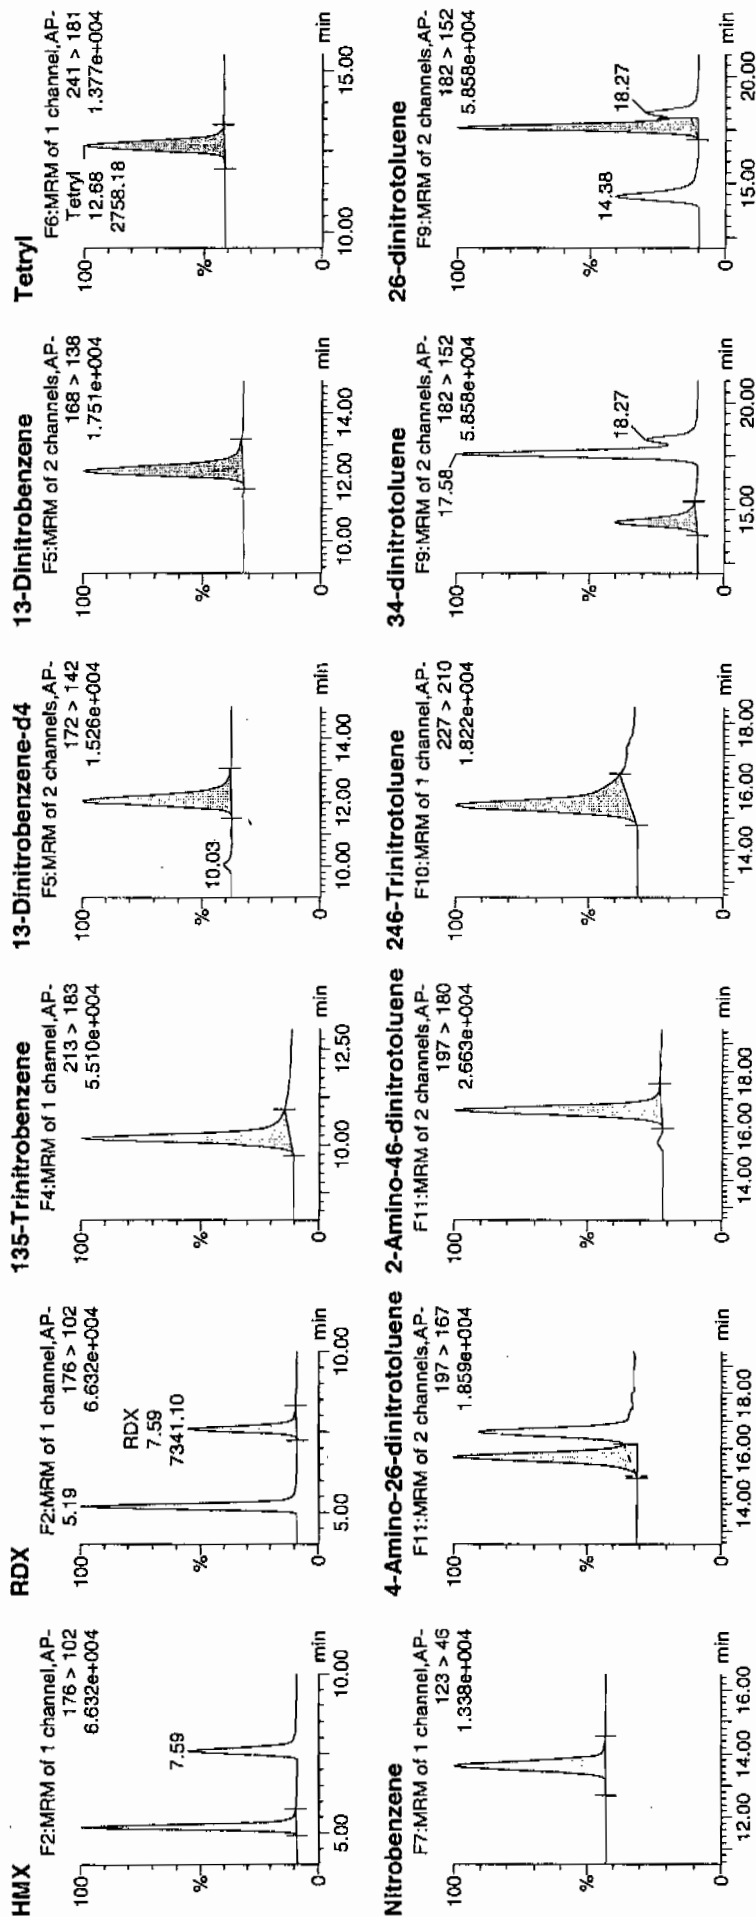 HMX
F2:MRM of 1 channel,AP-
176 > 102
6.632e+004
100
%
0
7.59
5.00
10.00
min
RDX
F2:MRM of 1 channel,AP-
176 > 102
6.632e+004
5.19
RDX
7.59
7341.10
100
%
0
5.00
10.00
min
135-Trinitrobenzene
F4:MRM of 1 channel,AP-
213 > 183
5.510e+004
100
%
0
10.00
12.50
min
13-Dinitrobenzene-d4
F5:MRM of 2 channels,AP-
172 > 142
1.526e+004
100
%
0
10.03
10.00
12.00
14.00
min
13-Dinitrobenzene
F5:MRM of 2 channels,AP-
168 > 138
1.751e+004
100
%
0
10.00
12.00
14.00
min
Tetryl
F6:MRM of 1 channel,AP-
241 > 181
1.377e+004
Tetryl
12.68
2758.18
100
%
0
10.00
15.00
min
Nitrobenzene
F7:MRM of 1 channel,AP-
123 > 46
1.338e+004
100
%
0
12.00
14.00
16.00
min
4-Amino-26-dinitrotoluene
F11:MRM of 2 channels,AP-
197 > 167
1.859e+004
100
%
0
14.00
16.00
18.00
min
2-Amino-46-dinitrotoluene
F11:MRM of 2 channels,AP-
197 > 180
2.663e+004
100
%
0
14.00
16.00
18.00
min
246-Trinitrotoluene
F10:MRM of 1 channel,AP-
227 > 210
1.822e+004
100
%
0
14.00
16.00
18.00
min
34-dinitrotoluene
F9:MRM of 2 channels,AP-
182 > 152
5.858e+004
17.58
18.27
100
%
0
15.00
20.00
min
26-dinitrotoluene
F9:MRM of 2 channels,AP-
182 > 152
5.858e+004
14.38
18.27
100
%
0
15.00
20.00
min